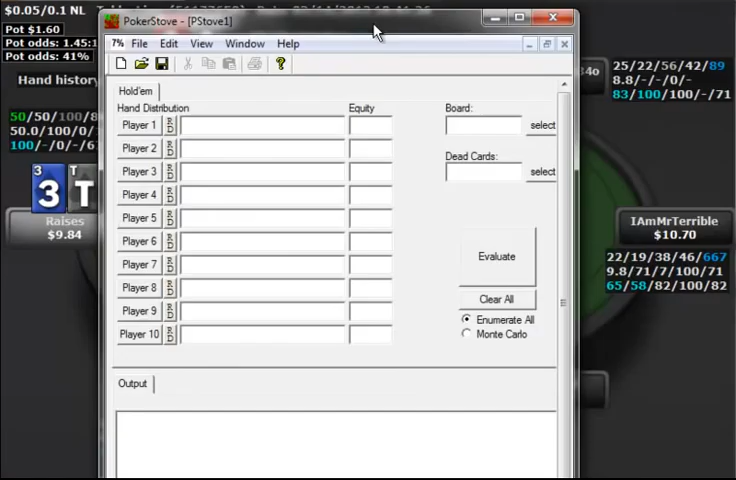 $0.05/0.1 NL
Pot $1.60
Pot odds: 1.45:1
Pot odds: 41%
Hand history
50/50/100/8
50.0/100/0/
100/-/0/-/6
3 T
3
Raises
$9.84
PokerStove - [PStove1]
7% File Edit View Window Help
Hold'em
Hand Distribution Equity Board:
Player 1 select
Player 2
Dead Cards:
Player 3 select
Player 4
Player 5
Player 6
Player 7 Evaluate
Player 8
Clear All
Player 9 Enumerate All
Player 10 Monte Carlo
Output
84o
25/22/56/42/89
8.8/-/-/0/-
83/100/-/-/71
IAmMrTerrible
$10.70
22/19/38/46/667
9.8/71/7/100/71
65/58/82/100/82